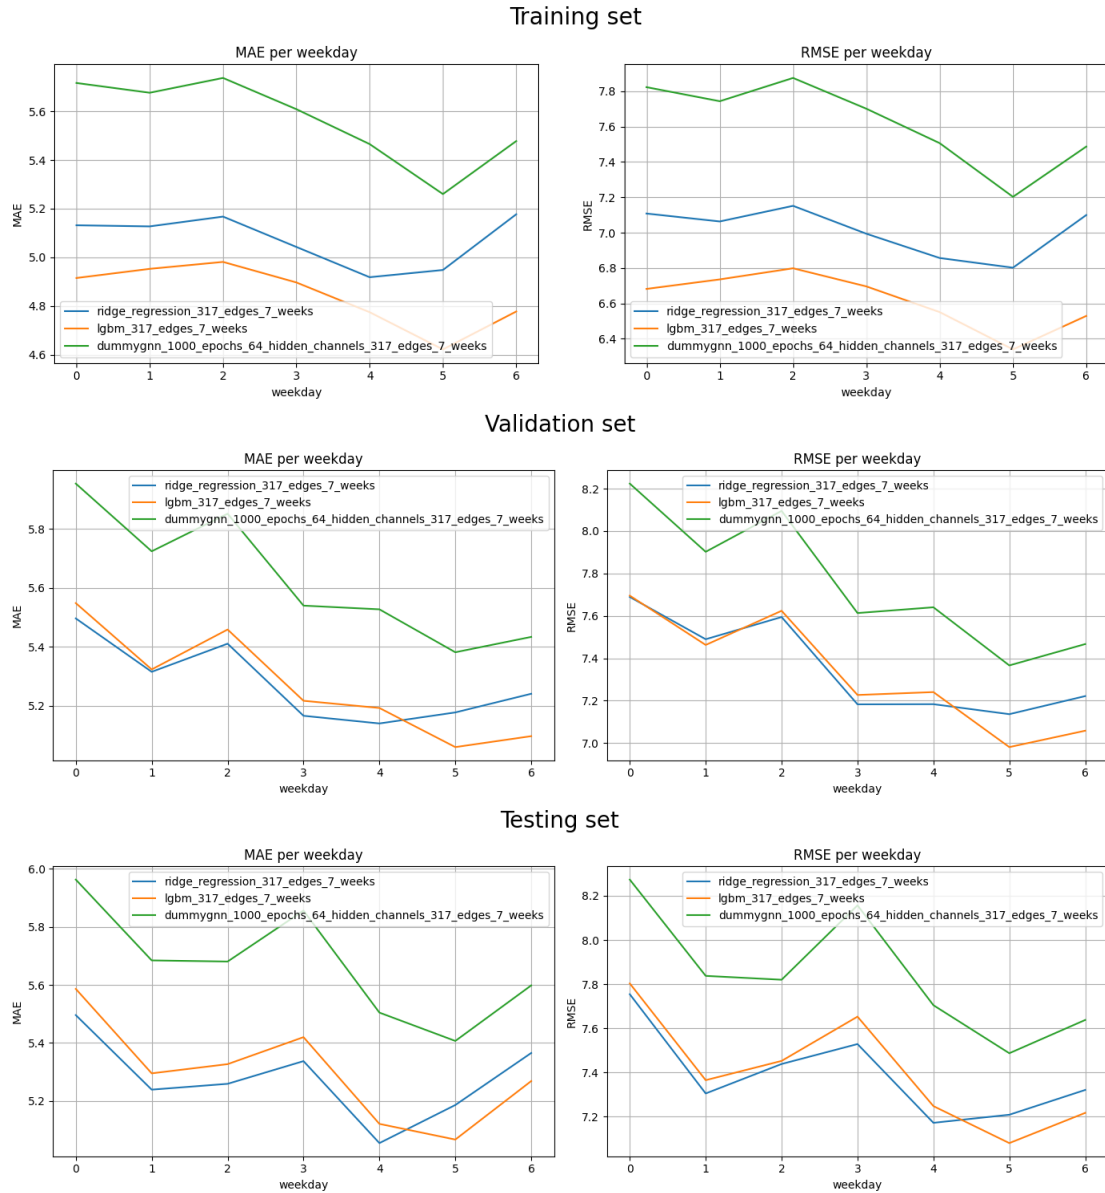 Training set
MAE per weekday
MAE
5.6
5.4
5.2
5.0
4.8
4.6
ridge_regression_317_edges_7_weeks
lgbm_317_edges_7_weeks
dummygnn_1000_epochs_64_hidden_channels_317_edges_7_weeks
0 1 2 3 4 5 6
weekday
RMSE per weekday
RMSE
7.8
7.6
7.4
7.2
7.0
6.8
6.6
6.4
ridge_regression_317_edges_7_weeks
lgbm_317_edges_7_weeks
dummygnn_1000_epochs_64_hidden_channels_317_edges_7_weeks
0 1 2 3 4 5 6
weekday
Validation set
MAE per weekday
MAE
5.8
5.6
5.4
5.2
ridge_regression_317_edges_7_weeks
lgbm_317_edges_7_weeks
dummygnn_1000_epochs_64_hidden_channels_317_edges_7_weeks
0 1 2 3 4 5 6
weekday
RMSE per weekday
RMSE
8.2
8.0
7.8
7.6
7.4
7.2
7.0
ridge_regression_317_edges_7_weeks
lgbm_317_edges_7_weeks
dummygnn_1000_epochs_64_hidden_channels_317_edges_7_weeks
0 1 2 3 4 5 6
weekday
Testing set
MAE per weekday
MAE
6.0
5.8
5.6
5.4
5.2
ridge_regression_317_edges_7_weeks
lgbm_317_edges_7_weeks
dummygnn_1000_epochs_64_hidden_channels_317_edges_7_weeks
0 1 2 3 4 5 6
weekday
RMSE per weekday
RMSE
8.2
8.0
7.8
7.6
7.4
7.2
ridge_regression_317_edges_7_weeks
lgbm_317_edges_7_weeks
dummygnn_1000_epochs_64_hidden_channels_317_edges_7_weeks
0 1 2 3 4 5 6
weekday